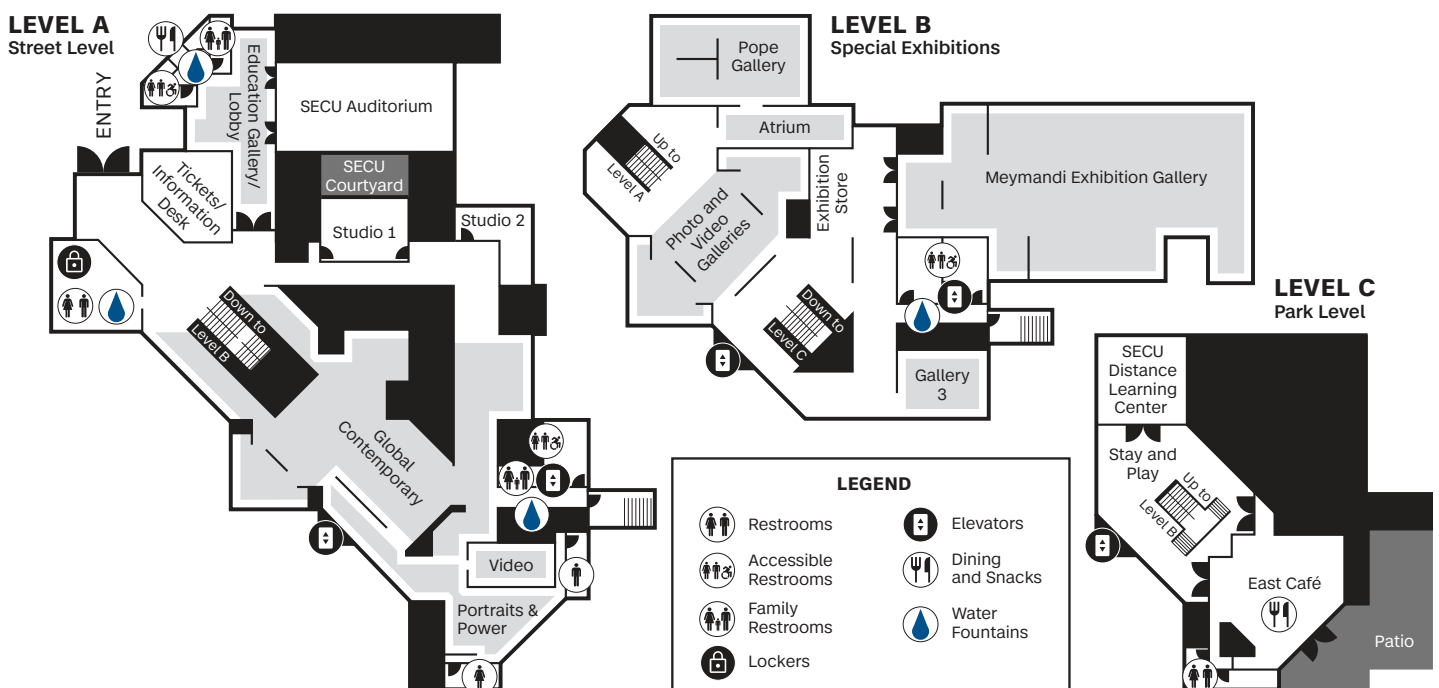 LEVEL A
Street Level
ENTRY
Education Gallery/
Lobby
SECU Auditorium
SECU
Courtyard
Tickets/
Information
Desk
Studio 1
Studio 2
Down to
Level B
Global
Contemporary
Video
Portraits &
Power
LEVEL B
Special Exhibitions
Pope
Gallery
Atrium
Up to
Level A
Photo and
Video
Galleries
Exhibition
Store
Meymandi Exhibition Gallery
Down to
Level C
Gallery
3
LEVEL C
Park Level
SECU
Distance
Learning
Center
Stay and
Play
Up to
Level B
East Café
Patio
LEGEND
Restrooms
Accessible
Restrooms
Family
Restrooms
Lockers
Elevators
Dining
and Snacks
Water
Fountains